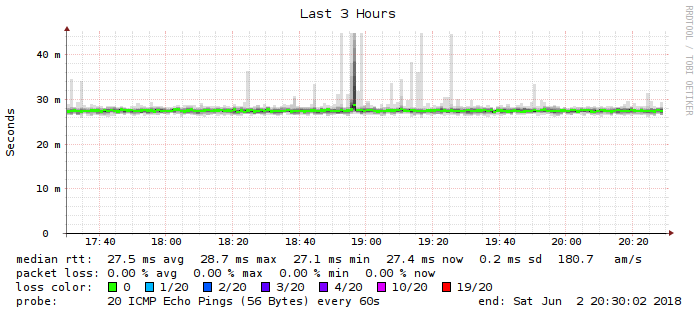 Last 3 Hours
RRDTOOL / TOBI OETIKER
Seconds
40 m
30 m
20 m
10 m
0
17:40 18:00 18:20 18:40 19:00 19:20 19:40 20:00 20:20
median rtt: 27.5 ms avg 28.7 ms max 27.1 ms min 27.4 ms now 0.2 ms sd 180.7 am/s
packet loss: 0.00 % avg 0.00 % max 0.00 % min 0.00 % now
loss color: 0 1/20 2/20 3/20 4/20 10/20 19/20
probe: 20 ICMP Echo Pings (56 Bytes) every 60s end: Sat Jun 2 20:30:02 2018